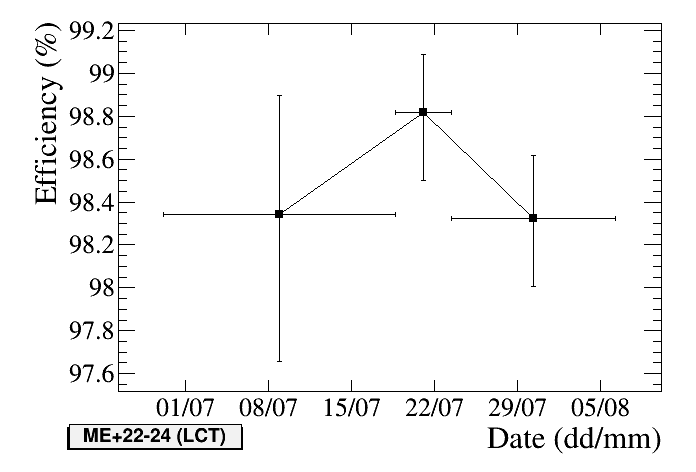 Efficiency (%)
99.2
99
98.8
98.6
98.4
98.2
98
97.8
97.6
01/07 08/07 15/07 22/07 29/07 05/08
Date (dd/mm)
ME+22-24 (LCT)